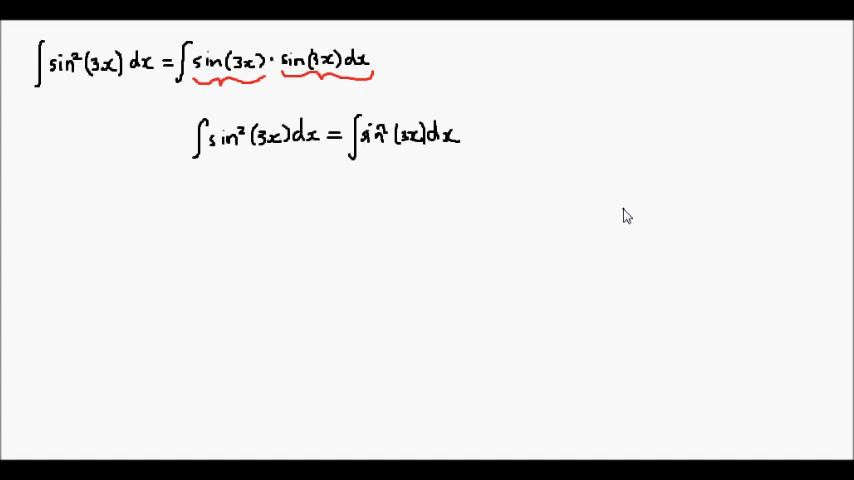 ∫ sin²(3x) dx = ∫ sin(3x) · sin(3x) dx
∫ sin²(3x) dx = ∫ sin²(3x) dx